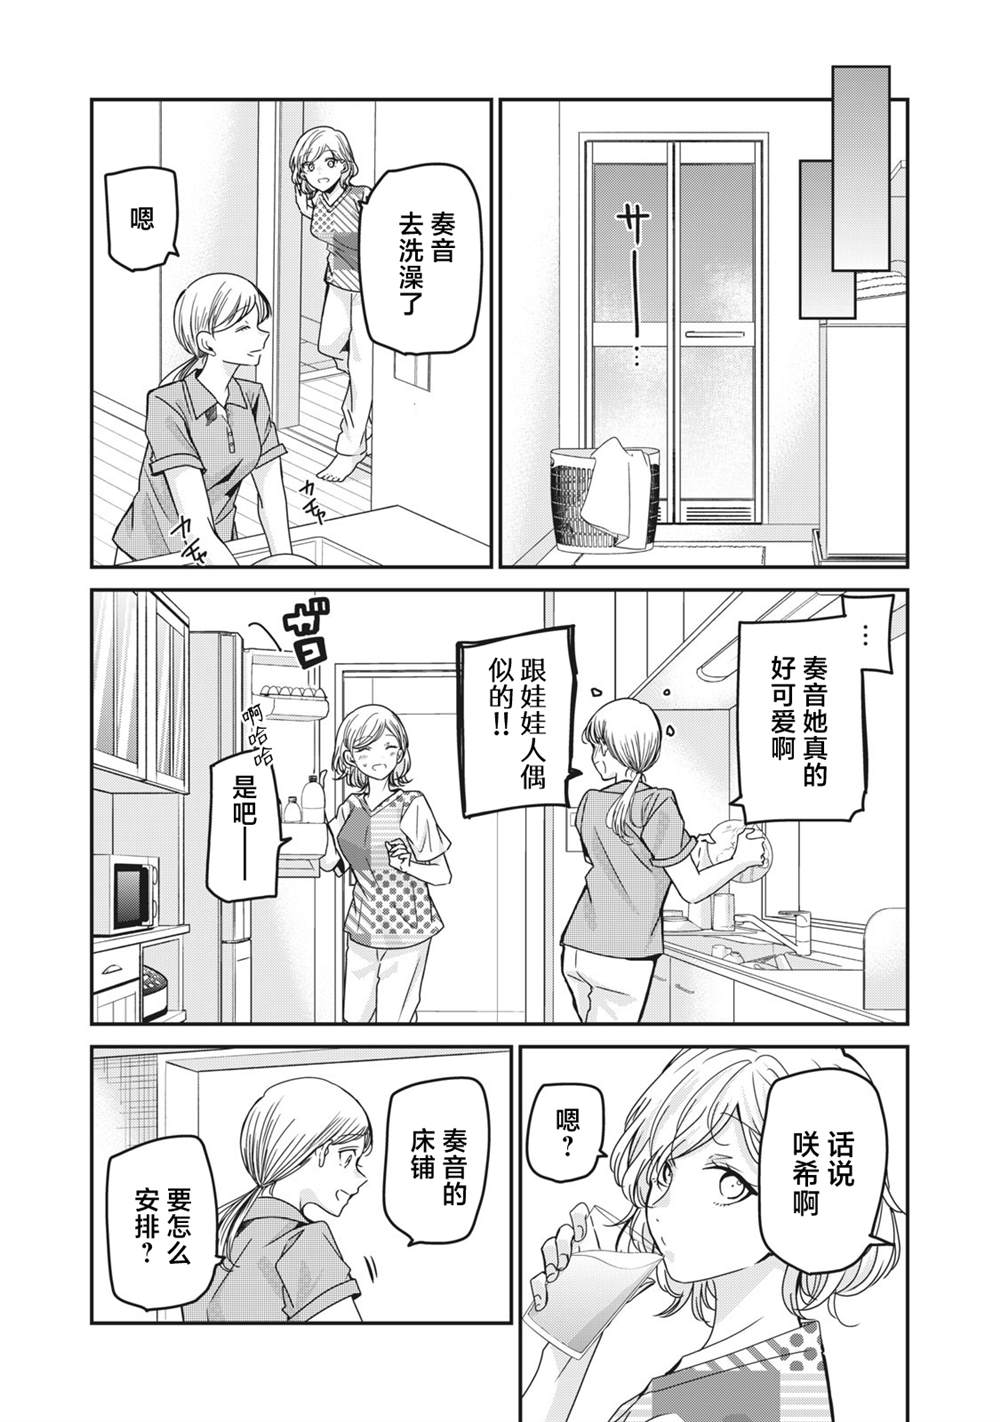 サー…
奏音
去洗澡了
嗯
カチャ
カチャ
…
奏音她真的
好可爱啊
跟娃娃人偶
似的!!
啊哈哈
是吧——
话说
咲希啊
嗯?
奏音的
床铺
要怎么
安排?